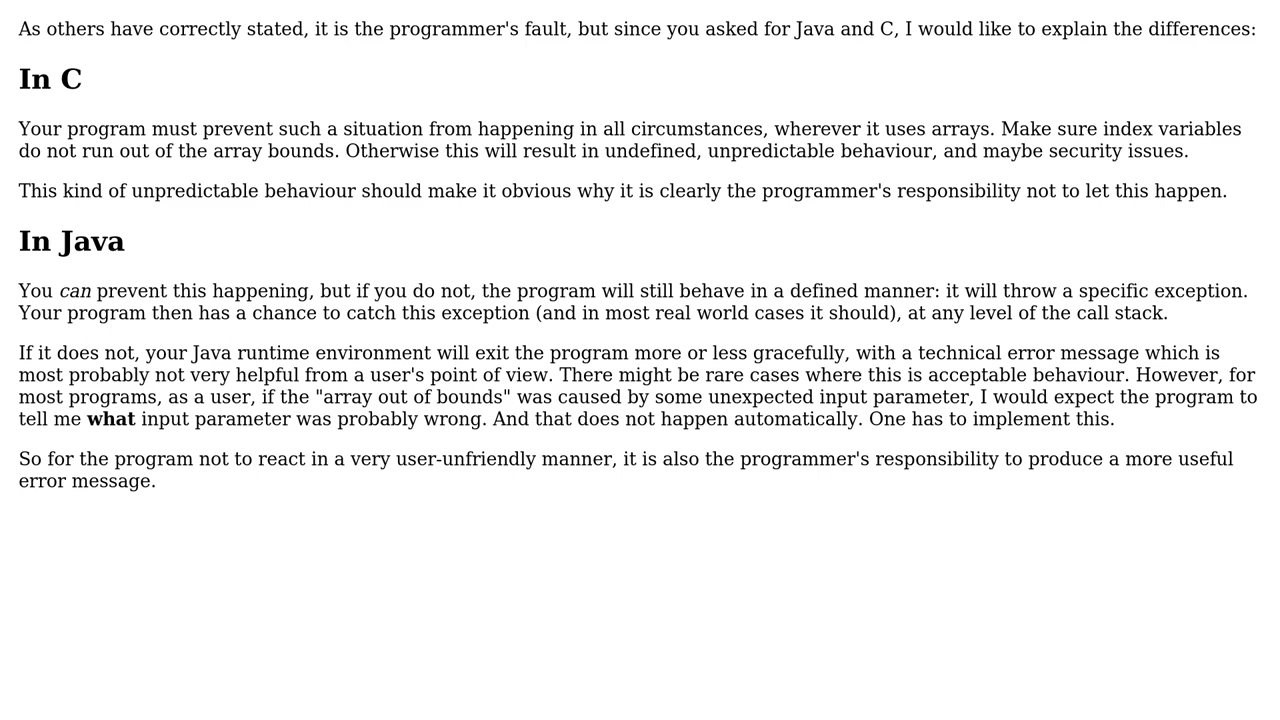 As others have correctly stated, it is the programmer's fault, but since you asked for Java and C, I would like to explain the differences:
In C
Your program must prevent such a situation from happening in all circumstances, wherever it uses arrays. Make sure index variables
do not run out of the array bounds. Otherwise this will result in undefined, unpredictable behaviour, and maybe security issues.
This kind of unpredictable behaviour should make it obvious why it is clearly the programmer's responsibility not to let this happen.
In Java
You can prevent this happening, but if you do not, the program will still behave in a defined manner: it will throw a specific exception.
Your program then has a chance to catch this exception (and in most real world cases it should), at any level of the call stack.
If it does not, your Java runtime environment will exit the program more or less gracefully, with a technical error message which is
most probably not very helpful from a user's point of view. There might be rare cases where this is acceptable behaviour. However, for
most programs, as a user, if the "array out of bounds" was caused by some unexpected input parameter, I would expect the program to
tell me what input parameter was probably wrong. And that does not happen automatically. One has to implement this.
So for the program not to react in a very user-unfriendly manner, it is also the programmer's responsibility to produce a more useful
error message.